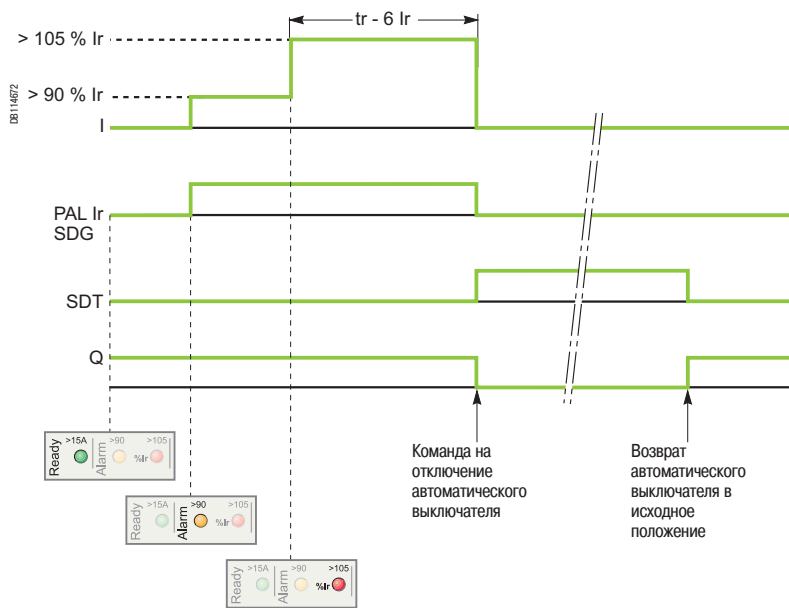 tr - 6 Ir
> 105 % Ir
> 90 % Ir
I
DB114672
PAL Ir
SDG
SDT
Q
Ready >15A Alarm >90 %Ir >105
Команда на
отключение
автоматического
выключателя
Возврат
автоматического
выключателя в
исходное
положение
Ready >15A Alarm >90 %Ir >105
Ready >15A Alarm >90 %Ir >105